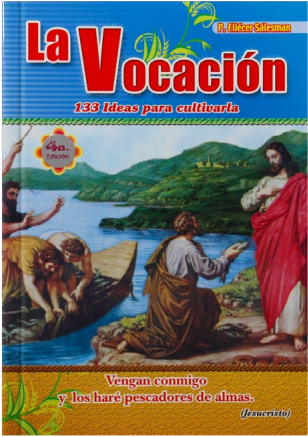 P. Eliécer Sálesman
La Vocación
133 Ideas para cultivarla
4a.
Edición
Vengan conmigo
y los haré pescadores de almas.
(Jesucristo)